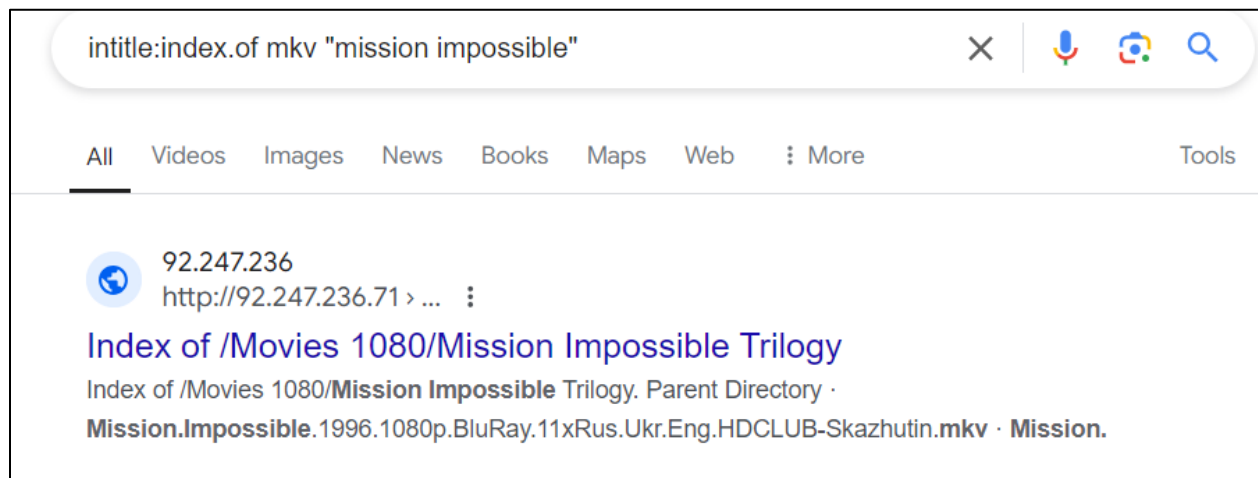 intitle:index.of mkv "mission impossible"
All Videos Images News Books Maps Web More Tools
92.247.236
http://92.247.236.71 › ...
Index of /Movies 1080/Mission Impossible Trilogy
Index of /Movies 1080/Mission Impossible Trilogy. Parent Directory ·
Mission.Impossible.1996.1080p.BluRay.11xRus.Ukr.Eng.HDCLUB-Skazhutin.mkv · Mission.